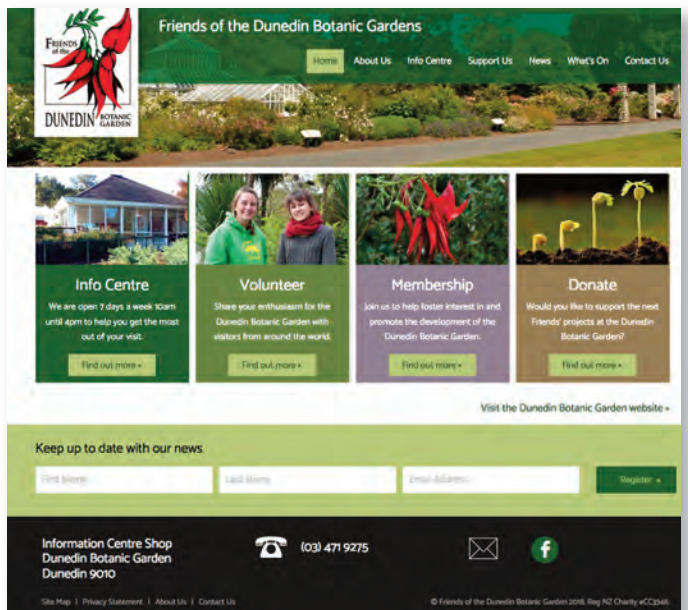 FRIENDS
of the
DUNEDIN BOTANIC GARDEN
Friends of the Dunedin Botanic Gardens
Home About Us Info Centre Support Us News What's On Contact Us
Info Centre
We are open 7 days a week 10am
until 4pm to help you get the most
out of your visit.
Find out more »
Volunteer
Share your enthusiasm for the
Dunedin Botanic Garden with
visitors from around the world.
Find out more »
Membership
Join us to help foster interest in and
promote the development of the
Dunedin Botanic Garden.
Find out more »
Donate
Would you like to support the next
Friends' projects at the Dunedin
Botanic Garden?
Find out more »
Visit the Dunedin Botanic Garden website »
Keep up to date with our news
First Name Last Name Email Address Register »
Information Centre Shop
Dunedin Botanic Garden
Dunedin 9010
(03) 471 9275
f
Site Map | Privacy Statement | About Us | Contact Us
© Friends of the Dunedin Botanic Garden 2018. Reg NZ Charity